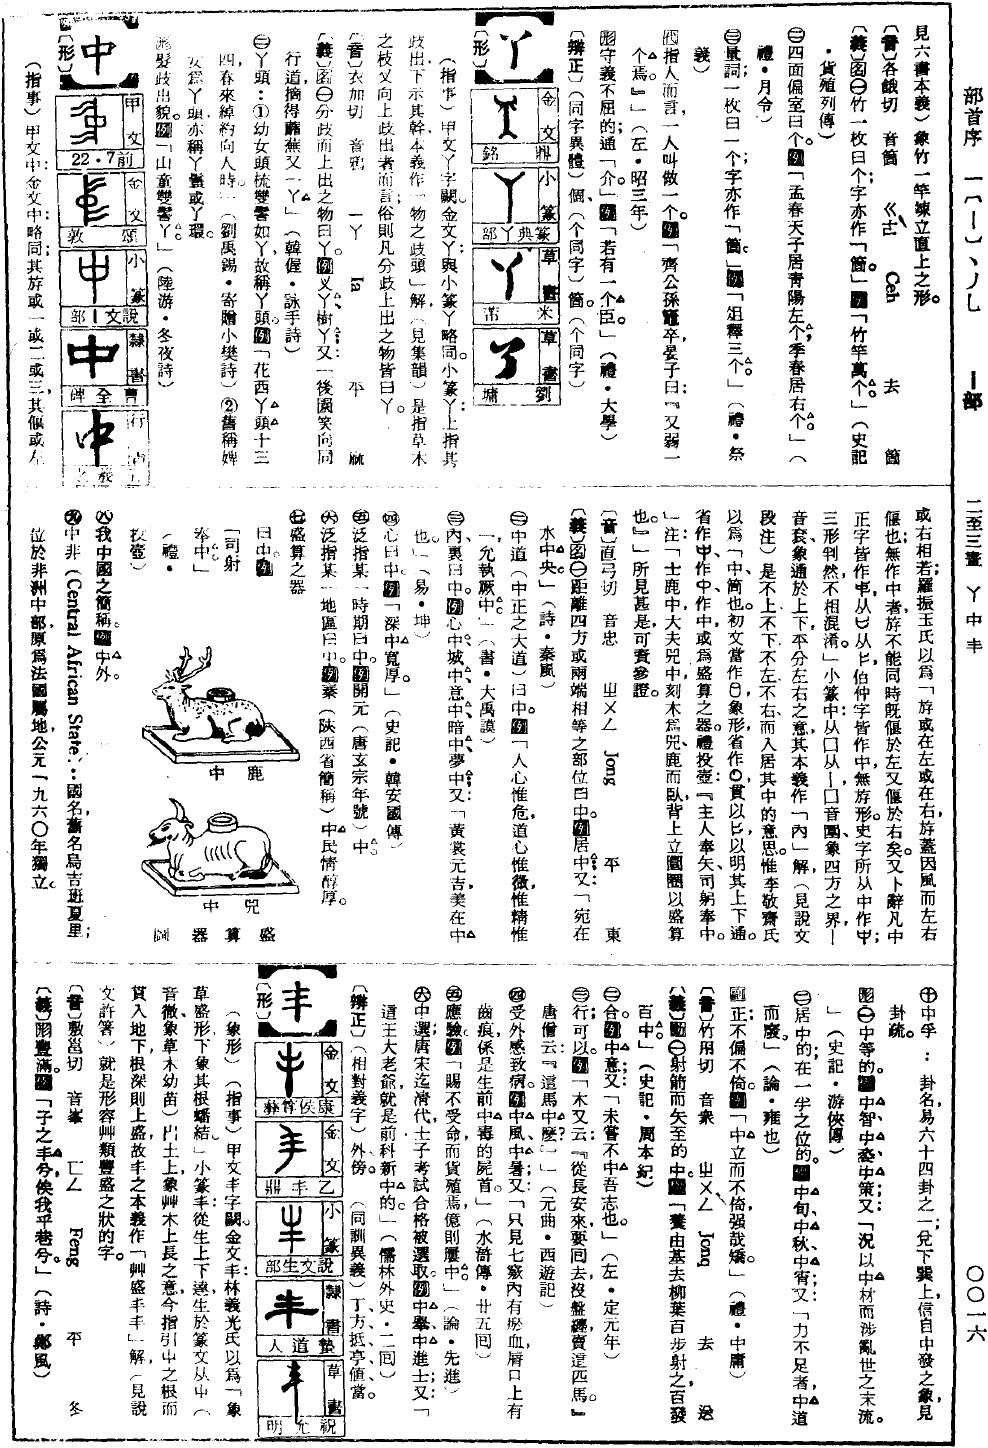 部首序 一(丨)丶丿乚 丨部 二至三畫 丫中丰 〇〇一六
見六書本義)象竹一竿竦立直上之形。
〔音〕各餓切 音箇 ㄍㄜˋ Geh 去 箇
〔義〕名㊀竹一枚曰个字亦作「箇」。例「竹竿萬个。」(史記
・貨殖列傳)
㊁四面偏室曰个。例「孟春天子居青陽左个;季春居右个。」(
禮・月令)
㊂量詞;一枚曰一个;字亦作「箇」。例「俎釋三个。」(禮・祭
義)
代指人而言,一人叫做一个。例「齊公孫竈卒晏子曰:『又弱一
个焉。』」(左・昭三年)
形守義不屈的;通「介」。例「若有一个臣。」(禮・大學)
〔辨正〕(同字異體)個、(个同字)箇。(个同字)
丫
〔形〕
金文 鼎銘
小篆 篆典丫部
草書 米芾
草書 劉墉
(指事)甲文丫字闕。金文丫:與小篆丫略同。小篆丫:上指其
歧出,下示其幹,本義作「物之歧頭」解,(見集韻)是指草木
之枝叉向上歧出者而言;俗則凡分歧上出之物皆曰丫。
〔音〕衣加切 音鴉 ㄧㄚ Ia 平 麻
〔義〕名㊀分歧而上出之物曰丫。例叉丫、樹丫;又:「後園笑向同
行道,摘得蘼蕪又一丫。」(韓偓・詠手詩)
㊁丫頭:①幼女頭梳雙髻如丫,故稱丫頭。例「花西丫頭十三
四,春來綽約向人時。」(劉禹錫・寄贈小樊詩)②舊稱婢
女為丫頭,亦稱丫鬟或丫環。
形髮歧出貌。例「山童雙髻丫。」(陸游・冬夜詩)
中
〔形〕
甲文 前22・7
金文 頌敦
小篆 說文丨部
隸書 曹全碑
行書
(指事)甲文中:金文中:略同;其斿或一或二或三,其偃或左
或右相若。羅振玉氏以為「斿或在左或在右,斿蓋因風而左右
偃也;無作中者,斿不能同時既偃於左又偃於右矣。又卜辭凡中
正字皆作𠁩从㫃从〇,伯仲字皆作中無斿形,史字所从中作中;
三形判然不相混淆。」小篆中:从囗从丨,囗音圍,象四方之界,丨
音袞,象通於上下平分左右之意,其本義作「內」解,(見說文
段注)是不上不下不左不右而入居其中的意思。惟李敬齋氏
以為「中,筒也。初文當作〇,象形,省作〇,貫以丨,以明其上下通。
省作中,作中,作中,或為盛算之器,禮投壺:『主人奉矢,司射奉中。
』注:『士鹿中,大夫兕中,刻木為兕鹿而臥,背上立圜圈以盛算
也。』」所見甚是,可資參證。
〔音〕直弓切 音忠 ㄓㄨㄥ Jong 平 東
〔義〕名㊀距離四方或兩端相等之部位曰中。例居中;又:「宛在
水中央。」(詩・秦風)
㊁中道(中正之大道)曰中。例「人心惟危,道心惟微,惟精惟
一,允執厥中。」(書・大禹謨)
㊂內裏曰中。例心中、城中、意中、暗中、夢中;又:「黃裳元吉,美在中
也。」(易・坤)
㊃心曰中。例「深中寬厚。」(史記・韓安國傳)
㊄泛指某一時期曰中。例開元(唐玄宗年號)中。
㊅泛指某一地區曰中。例秦(陝西省簡稱)中民情醇厚。
㊆盛算之器
曰中。例
「司射
奉中」
(禮・
投壺)
鹿中
兕中
盛算器圖
㊇我中國之簡稱。例中外。
㊈中非(Central African State):國名,舊名烏吉班夏里;
位於非洲中部,原為法國屬地,公元一九六〇年獨立。
㊉中孚:卦名,易六十四卦之一;兌下巽上,信自中發之象,見
卦疏。
形㊀中等的。例中智、中委、中策;又:「況以中材而涉亂世之末流。
」(史記・游俠傳)
㊁居中的;在一半之位的。例中旬、中秋、中宵;又:「力不足者,中道
而廢。」(論・雍也)
副正;不偏不倚。例「中立而不倚,强哉矯。」(禮・中庸)
〔音〕竹用切 音衆 ㄓㄨㄥˋ Jong 去 送
〔義〕動㊀射箭而矢至的曰中。例「養由基去柳葉百步射之,百發
百中。」(史記・周本紀)
㊁合。例中意;又:「未嘗不中吾志也。」(左・定元年)
㊂行;可以。例「木又云:『從長安來,要回去沒盤纏,賣這匹馬。』
唐僧云:『這馬中麼?』」(元曲・西遊記)
㊃受外感致病。例中風、中暑;又:「只見七竅內有瘀血,脣口上有
齒痕,係是生前中毒的屍首。」(水滸傳・廿五回)
㊄應驗。例「賜不受命而貨殖焉,億則屢中。」(論・先進)
㊅中選;唐宋迄清代,士子考試合格被選取。例中舉、中進士;又:「
這王大老爺就是前科新中的。」(儒林外史・二回)
〔辨正〕(相對義字)外、傍。(同訓異義)丁、方、抵、亭、値、當。
丰
〔形〕
金文 康侯丰彝
金文 乙丰鼎
小篆 說文生部
隸書 蟄道人
草書 祝允明
(象形)(指事)甲文丰字闕。金文丰:林義光氏以為「象
草盛形,下象其根蟠結。」小篆丰:從生上下達,生於篆文从屮(
音徹,象草木幼苗)出土上,象艸木上長之意,今指引屮之根而
貫入地下,根深則上盛,故丰之本義作「艸盛丰丰」解,(見說
文許箸)就是形容艸類豐盛之狀的字。
〔音〕敷邕切 音峯 ㄈㄥ Feng 平 冬
〔義〕形豐滿。例「子之丰兮,俟我乎巷兮。」(詩・鄭風)